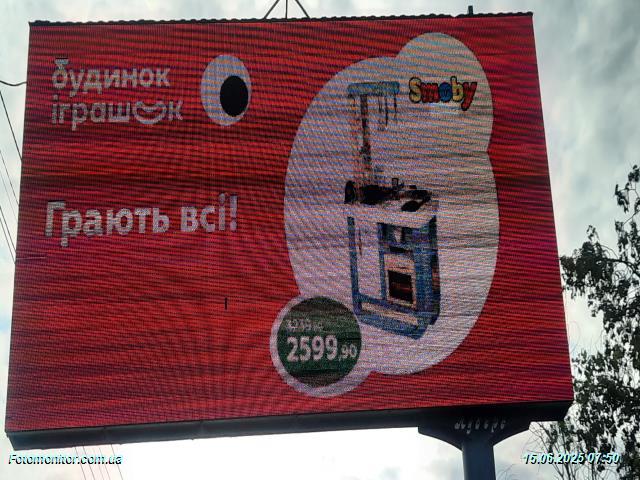 будинок
іграшок
Smoby
Грають всі!
2599,90
Fotomonitor.com.ua
15.06.2025 07:50